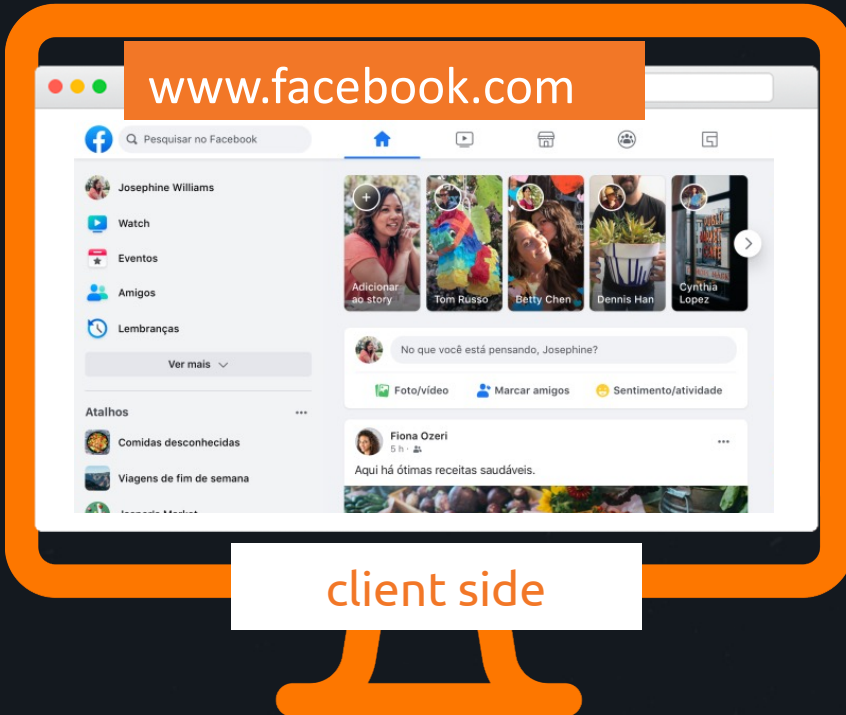 www.facebook.com
Pesquisar no Facebook
Josephine Williams
Watch
Eventos
Amigos
Lembranças
Ver mais
Atalhos
Comidas desconhecidas
Viagens de fim de semana
Adicionar
ao story
Tom Russo
Betty Chen
Dennis Han
Cynthia
Lopez
No que você está pensando, Josephine?
Foto/vídeo
Marcar amigos
Sentimento/atividade
Fiona Ozeri
5 h
Aqui há ótimas receitas saudáveis.
client side